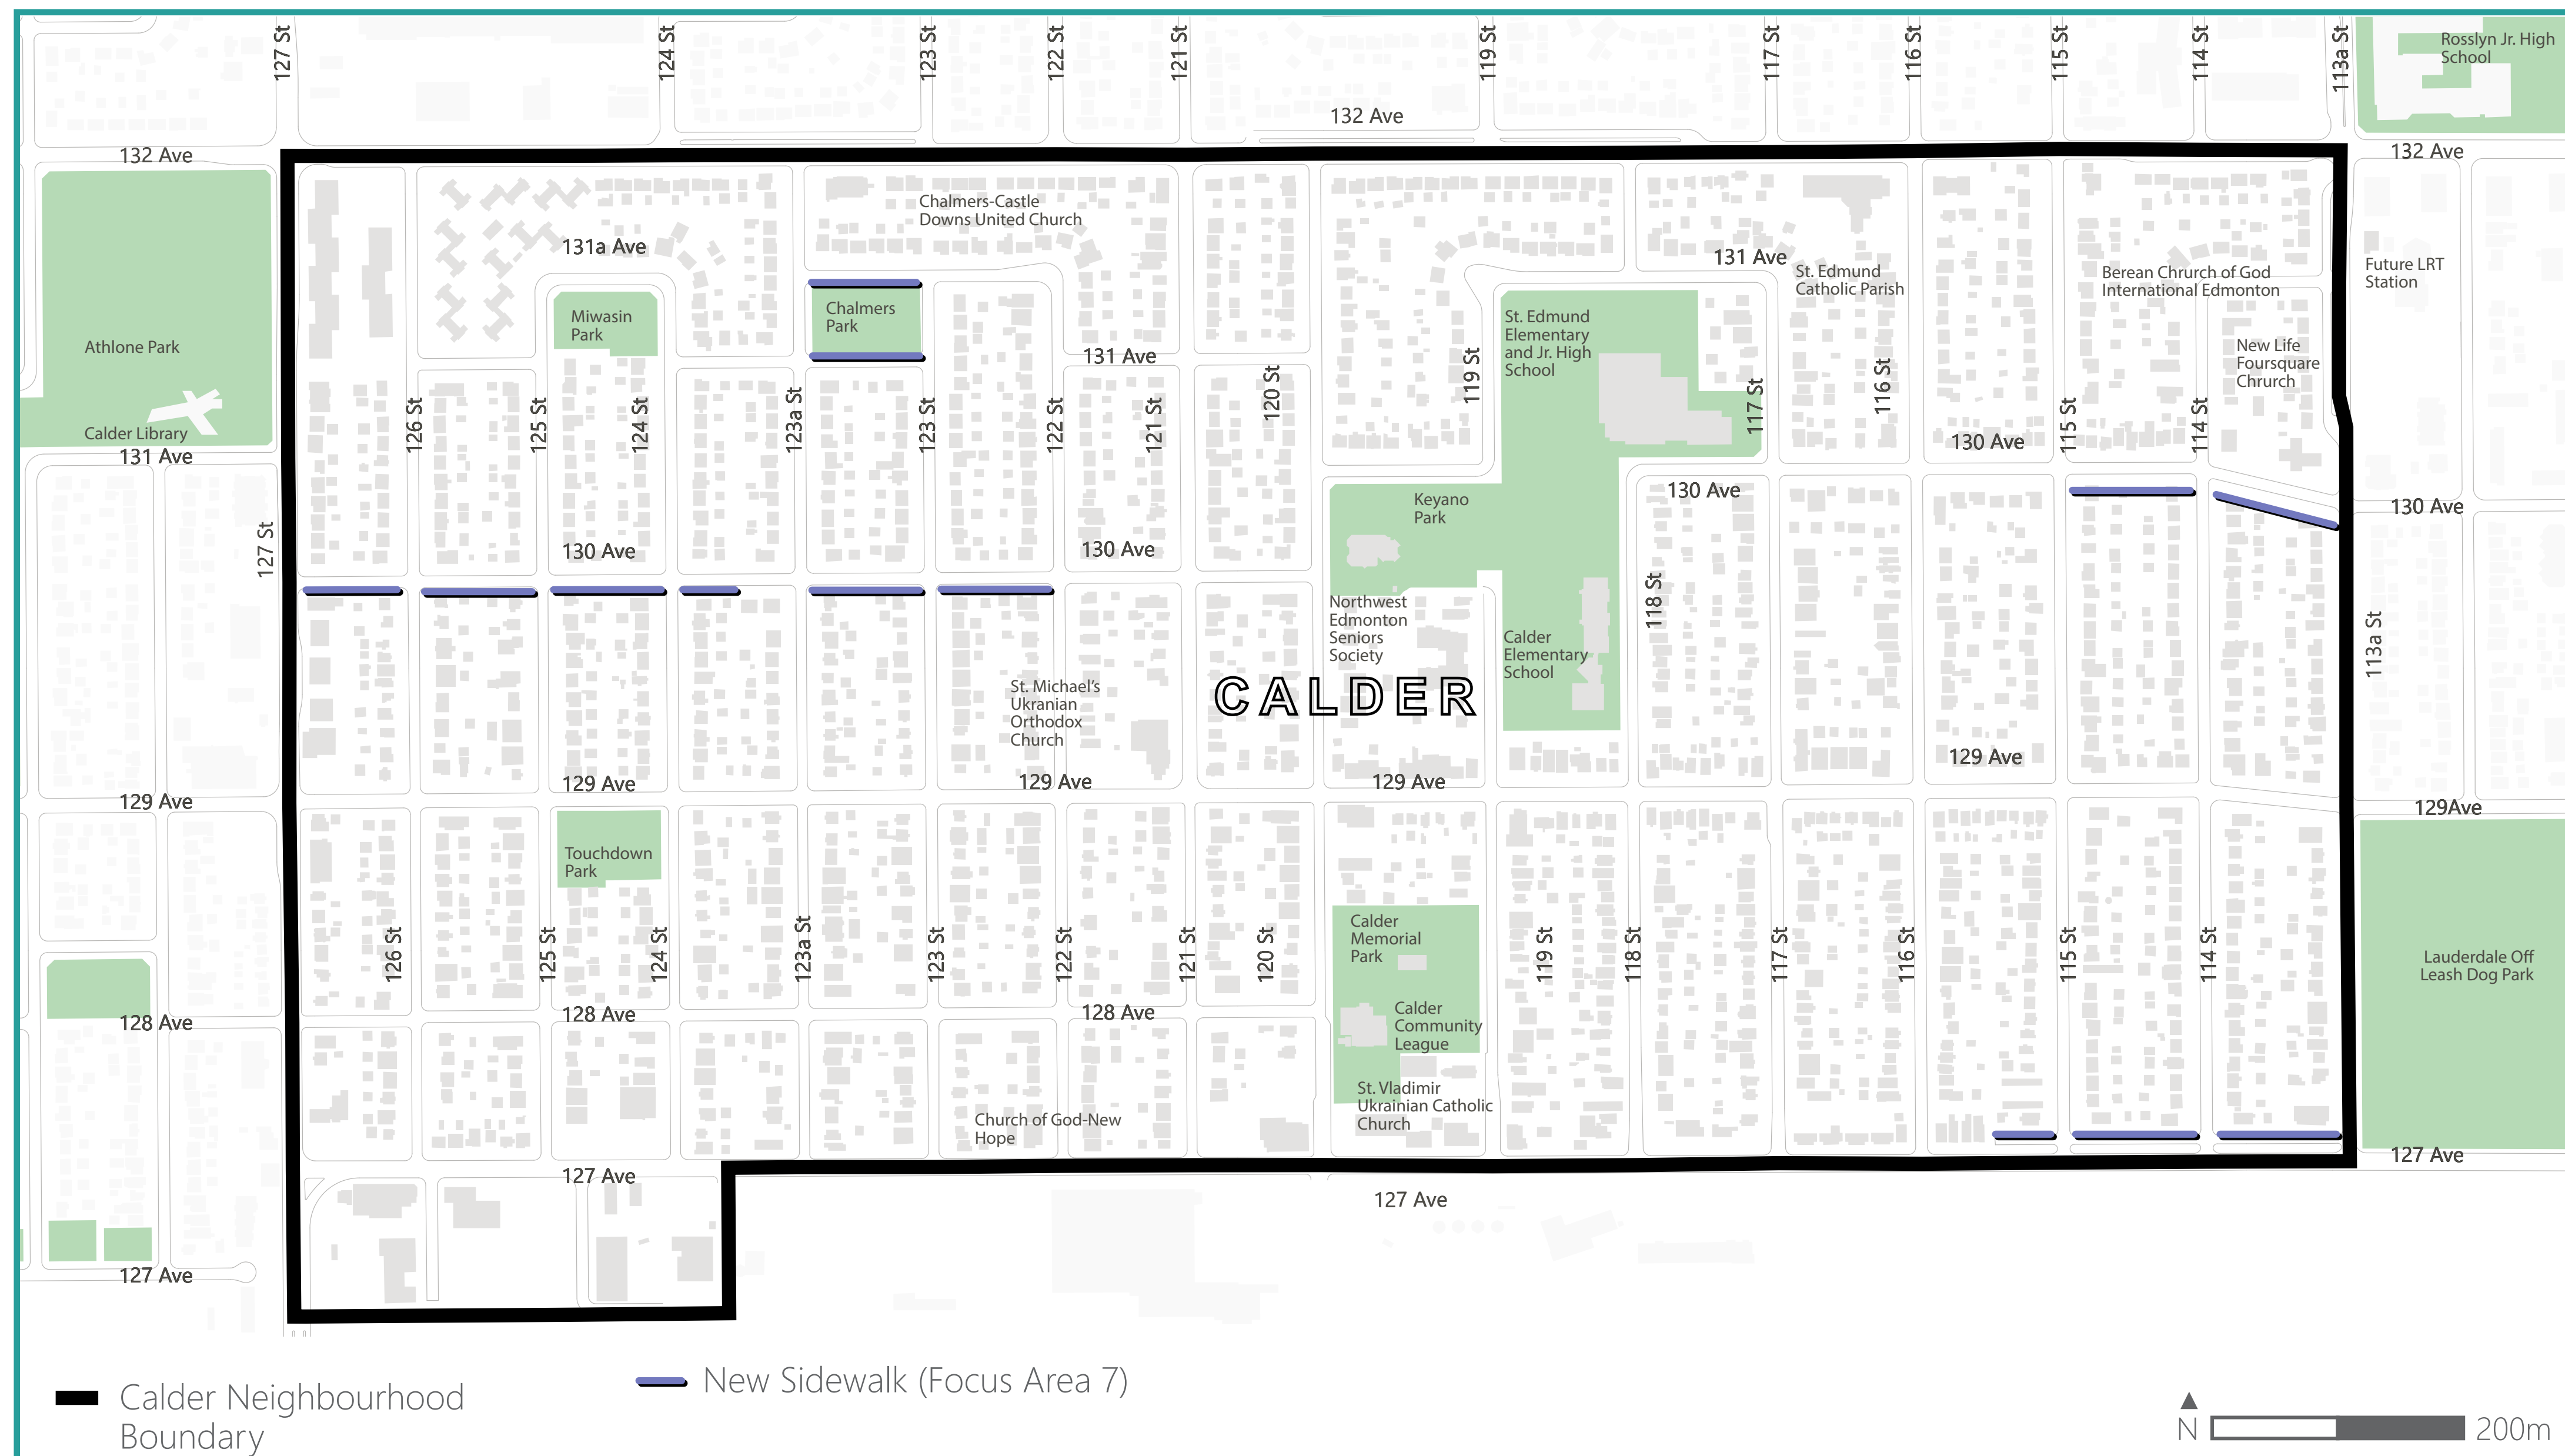 127 St
124 St
123 St
122 St
121 St
119 St
117 St
116 St
115 St
114 St
113a St
Rosslyn Jr. High
School
132 Ave
132 Ave
132 Ave
Chalmers-Castle
Downs United Church
131a Ave
131 Ave
St. Edmund
Catholic Parish
Berean Church of God
International Edmonton
Future LRT
Station
Miwasin
Park
Chalmers
Park
St. Edmund
Elementary
and Jr. High
School
Athlone Park
131 Ave
New Life
Foursquare
Chrurch
119 St
120 St
116 St
117 St
Calder Library
131 Ave
126 St
125 St
124 St
123a St
123 St
122 St
121 St
115 St
114 St
130 Ave
130 Ave
Keyano
Park
130 Ave
127 St
130 Ave
130 Ave
118 St
Northwest
Edmonton
Seniors
Society
Calder
Elementary
School
113a St
St. Michael's
Ukranian
Orthodox
Church
CALDER
129 Ave
129 Ave
129 Ave
129 Ave
129 Ave
129Ave
Touchdown
Park
Calder
Memorial
Park
126 St
125 St
124 St
123a St
123 St
122 St
121 St
120 St
119 St
118 St
117 St
116 St
115 St
114 St
Lauderdale Off
Leash Dog Park
128 Ave
128 Ave
128 Ave
Calder
Community
League
St. Vladimir
Ukrainian Catholic
Church
Church of God-New
Hope
127 Ave
127 Ave
127 Ave
127 Ave
Calder Neighbourhood
Boundary
New Sidewalk (Focus Area 7)
N
200m